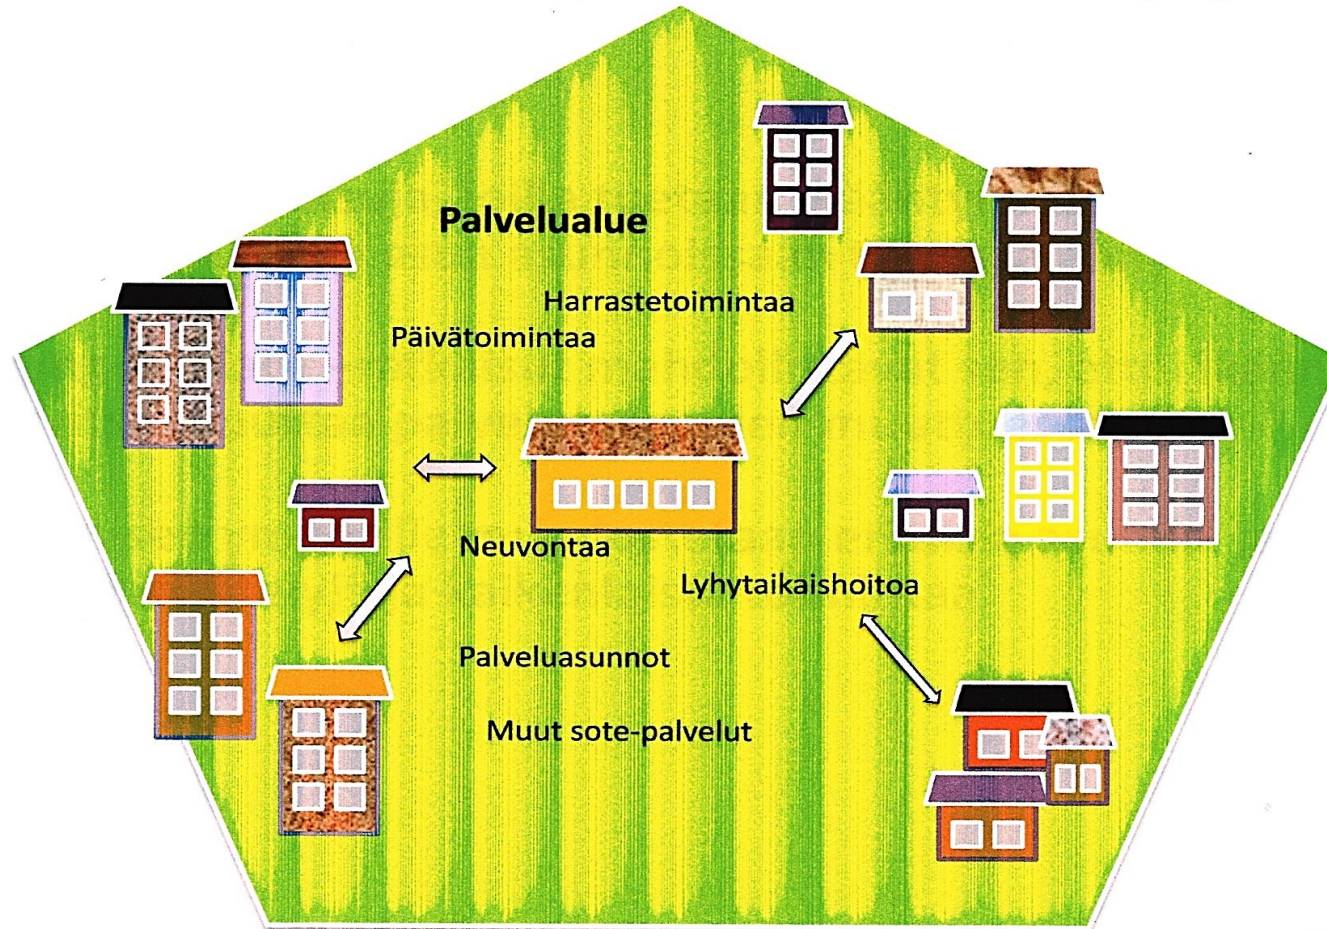 Palvelualue
Harrastetoimintaa
Päivätoimintaa
Neuvontaa
Lyhytaikaishoitoa
Palveluasunnot
Muut sote-palvelut